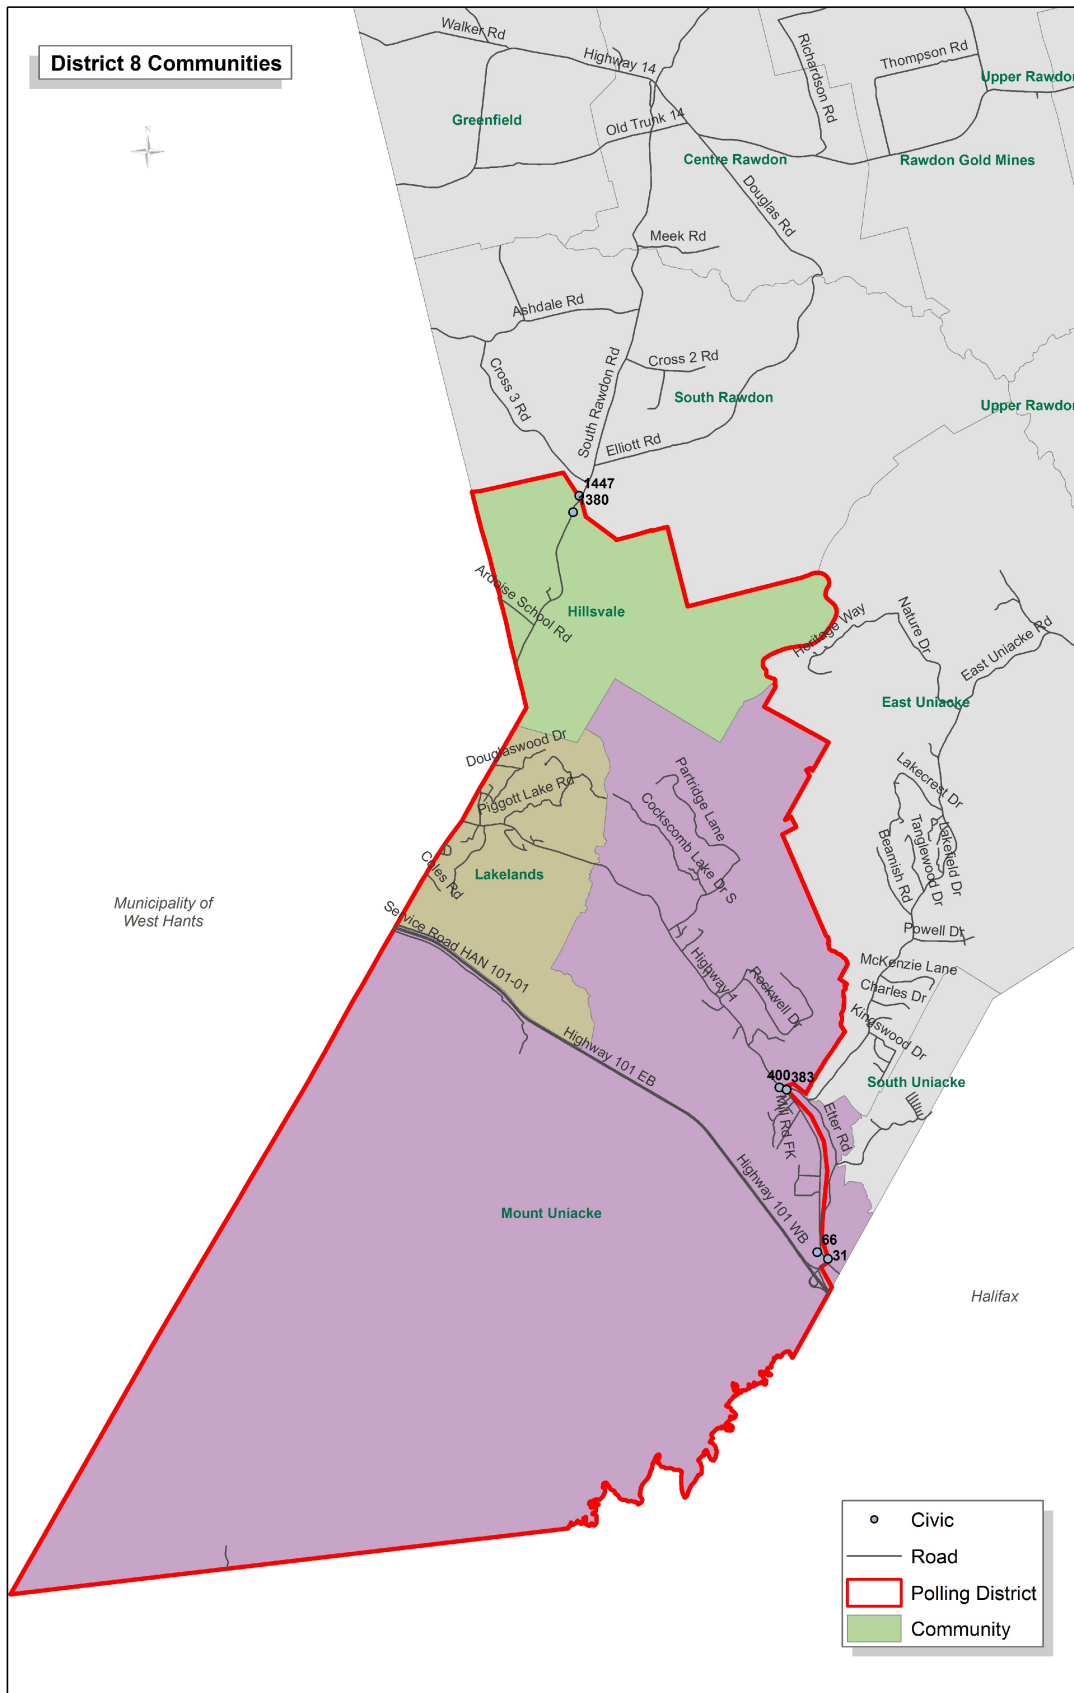 District 8 Communities
N
Walker Rd
Highway 14
Richardson Rd
Thompson Rd
Upper Rawdon
Greenfield
Old Trunk 14
Centre Rawdon
Rawdon Gold Mines
Douglas Rd
Meek Rd
Ashdale Rd
Cross 3 Rd
South Rawdon Rd
Cross 2 Rd
South Rawdon
Upper Rawdon
Elliott Rd
1447
1380
Ardoise School Rd
Hillsvale
Heritage Way
Nature Dr
East Uniacke Rd
East Uniacke
Douglaswood Dr
Piggott Lake Rd
Partridge Lane
Cockscomb Lake Dr S
Lakecrest Dr
Lakefield Dr
Tanglewood Dr
Beamish Rd
Coles Rd
Lakelands
Municipality of
West Hants
Service Road HAN 101-01
Powell Dr
McKenzie Lane
Highway 1
Rockwell Dr
Charles Dr
Kingswood Dr
Highway 101 EB
400
383
South Uniacke
Mill Rd FK
Etter Rd
Highway 101 WB
Mount Uniacke
66
31
Halifax
Civic
Road
Polling District
Community